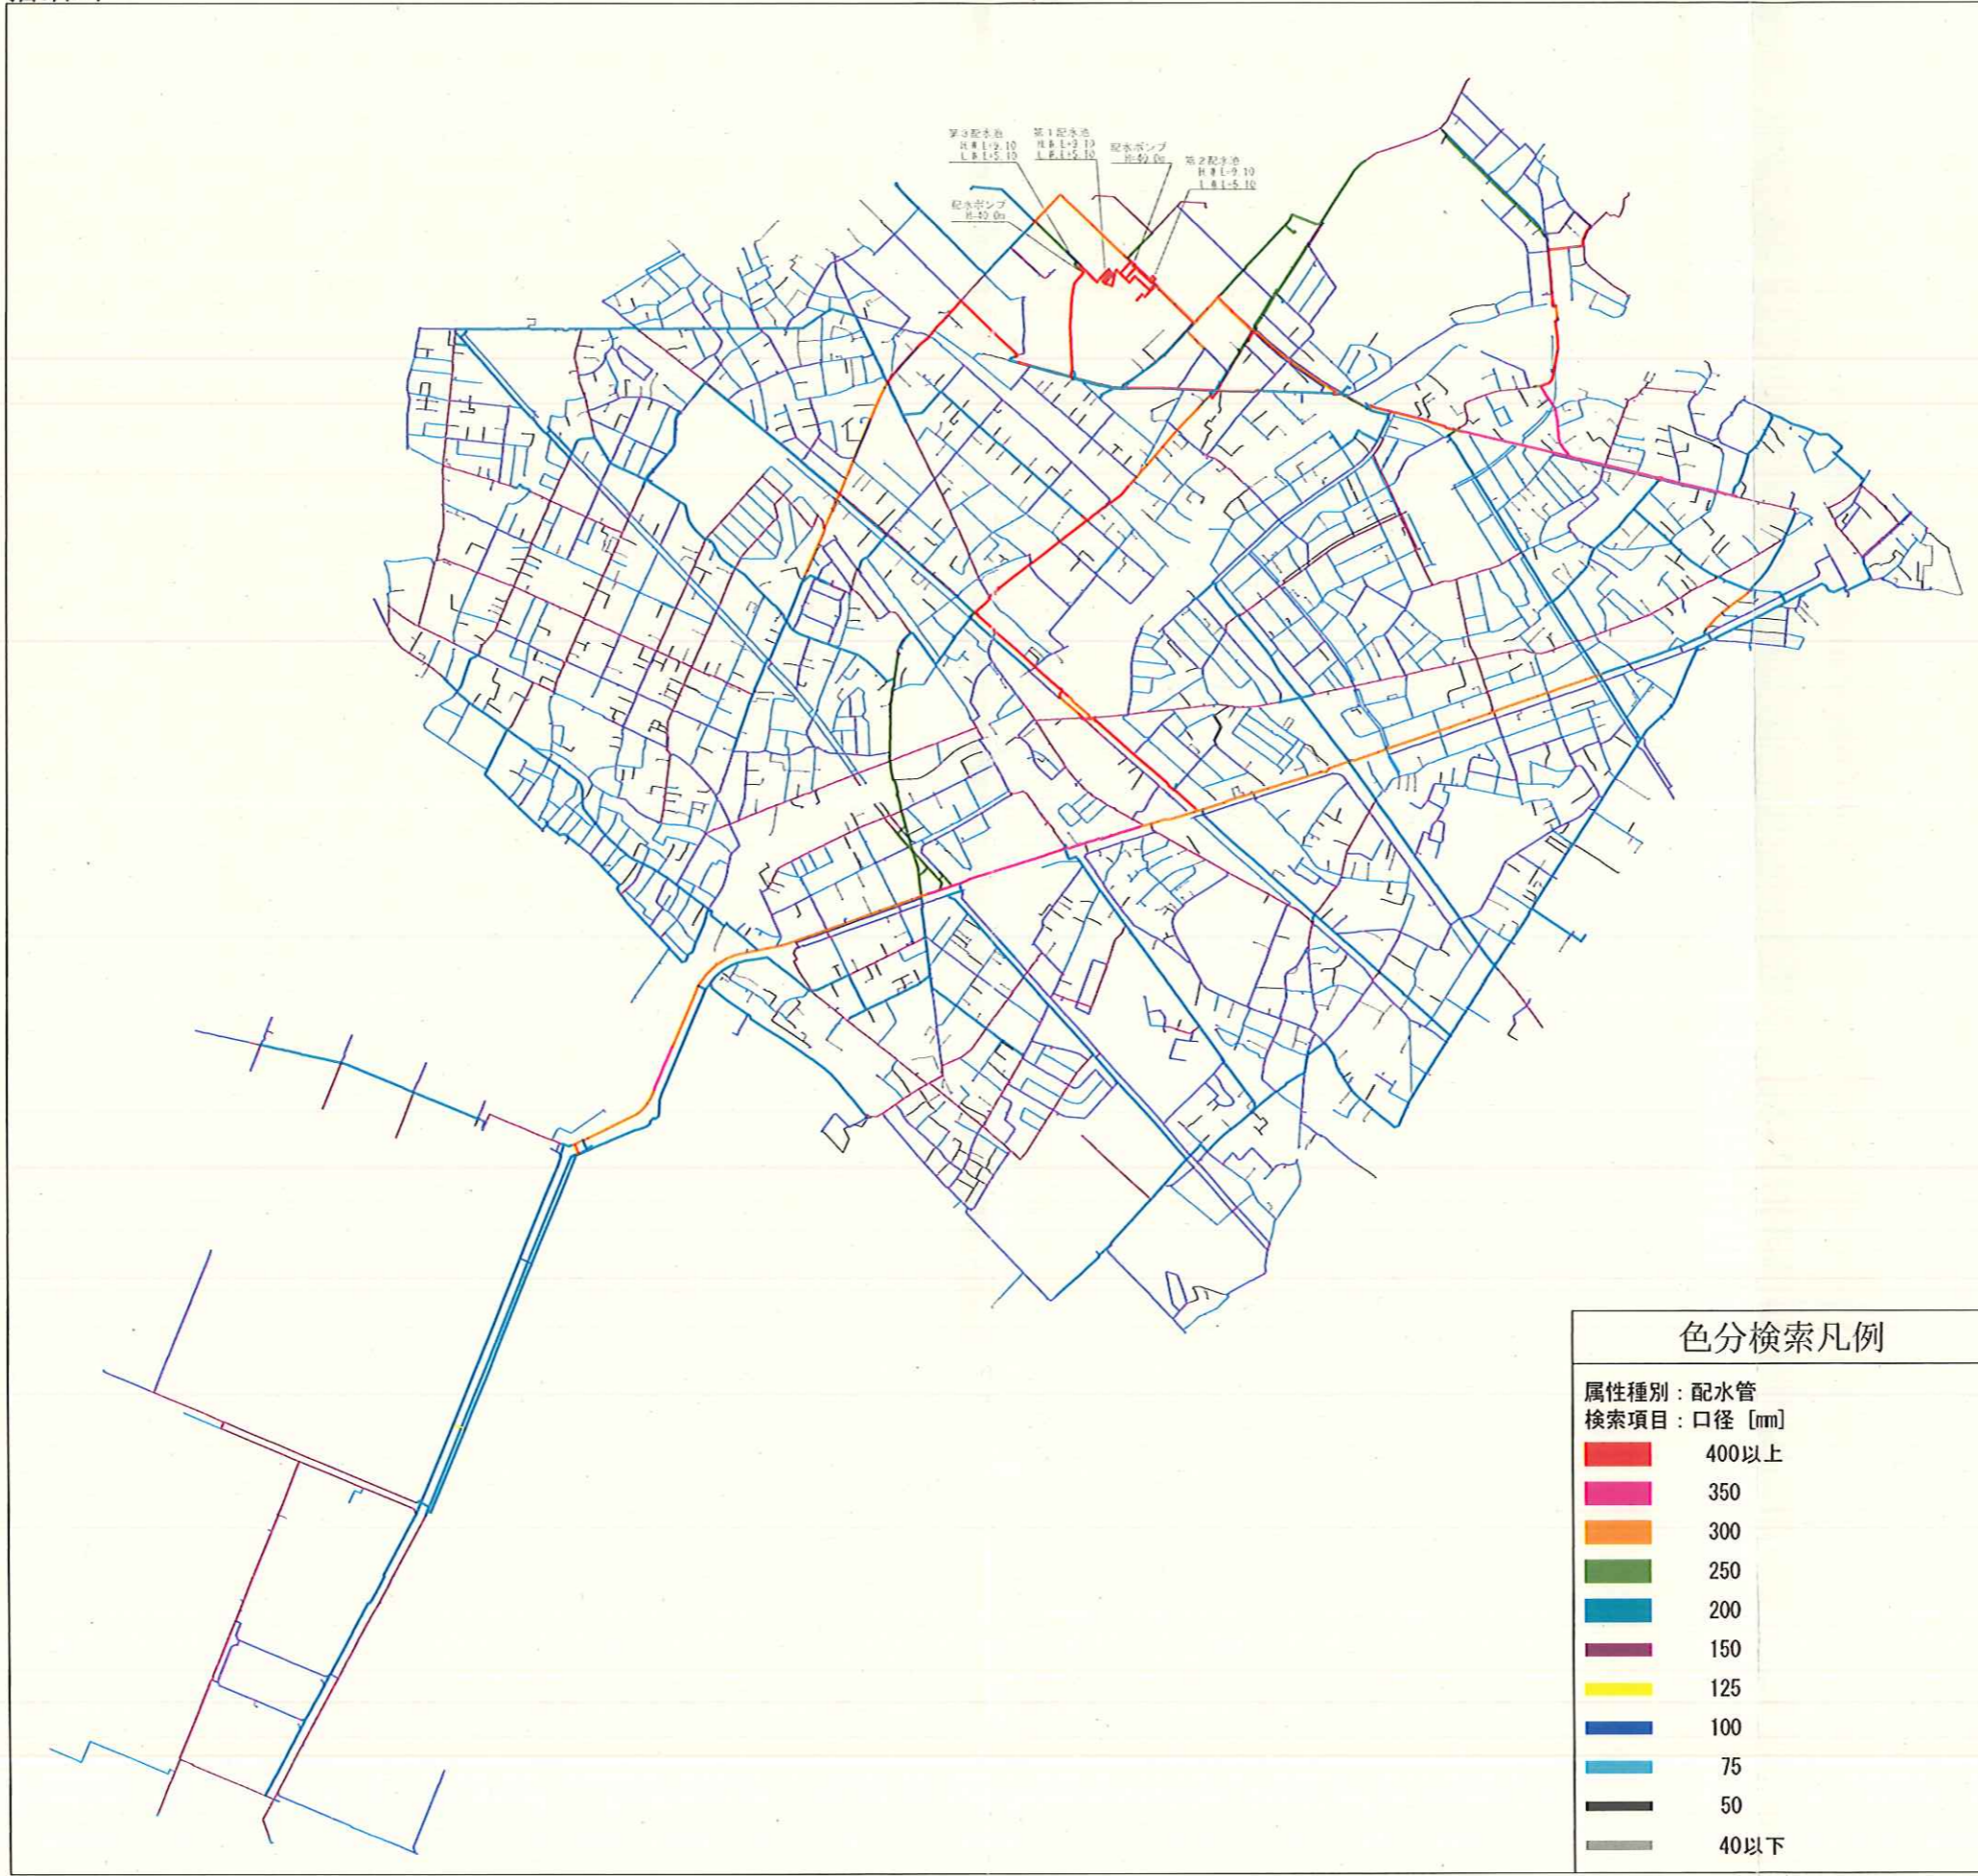 第3配水池
第1配水池
配水ポンプ
第2配水池
配水ポンプ
色分検索凡例
属性種別：配水管
検索項目：口径 [mm]
400以上
350
300
250
200
150
125
100
75
50
40以下